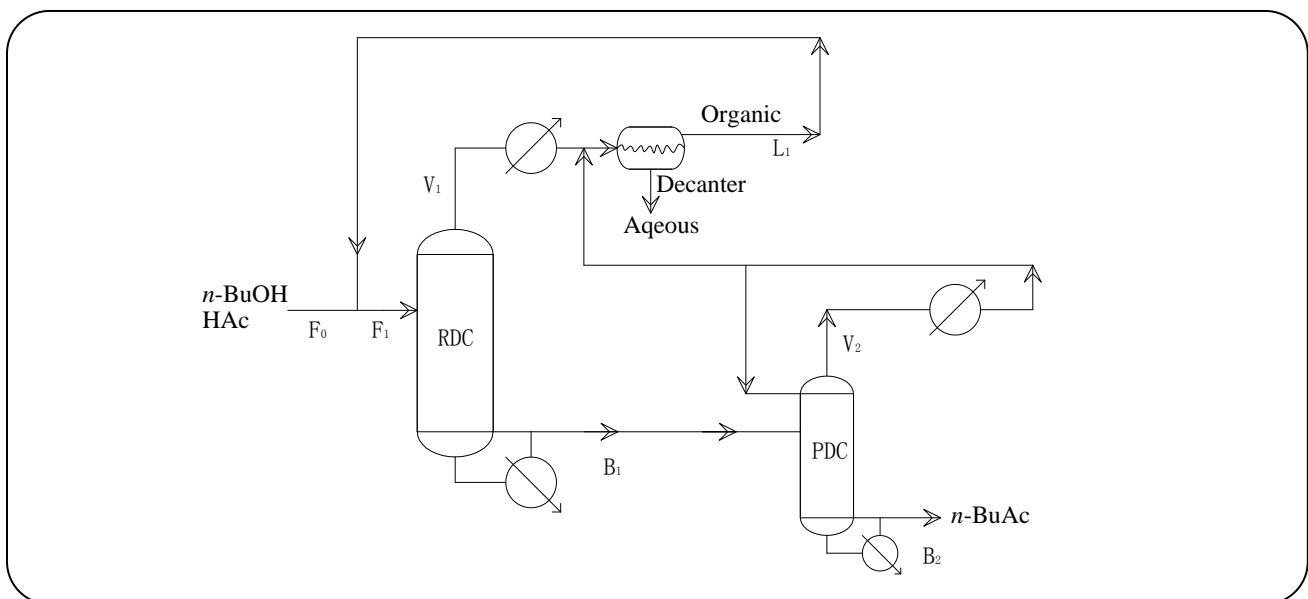 Organic
L₁
V₁
Decanter
Aqeous
n-BuOH
HAc
F₀
F₁
RDC
V₂
PDC
B₁
n-BuAc
B₂